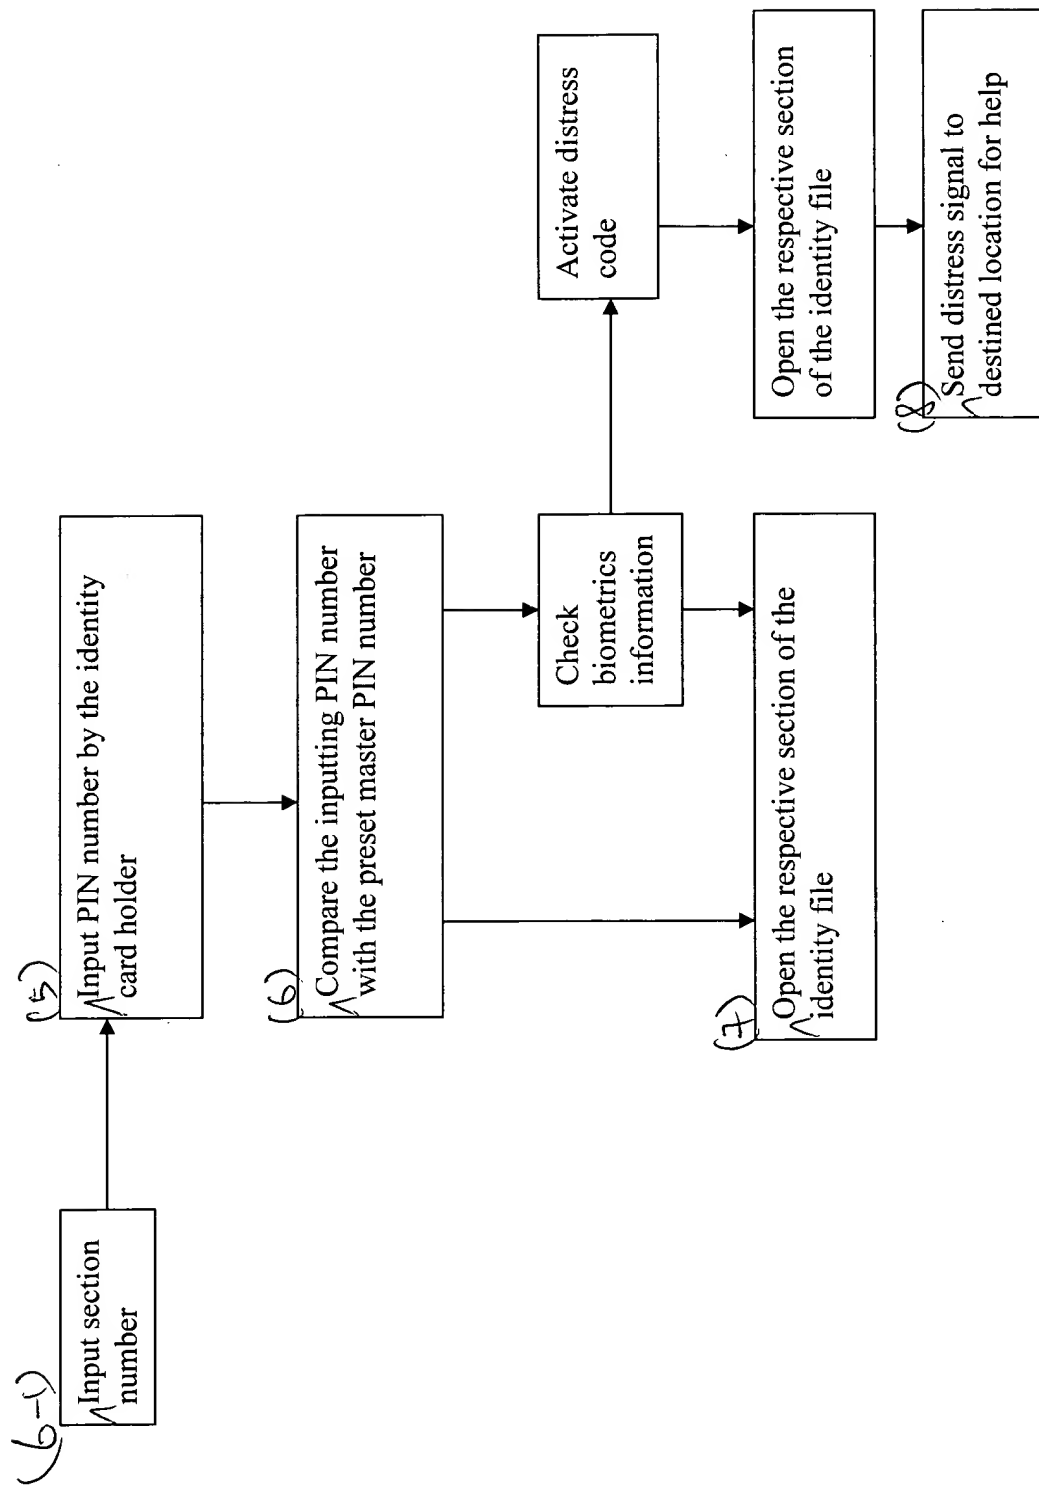 (6-1)
Input section
number
(5)
Input PIN number by the identity
card holder
(6)
Compare the inputting PIN number
with the preset master PIN number
Check
biometrics
information
Activate distress
code
(7)
Open the respective section of the
identity file
Open the respective section
of the identity file
(8)
Send distress signal to
destined location for help